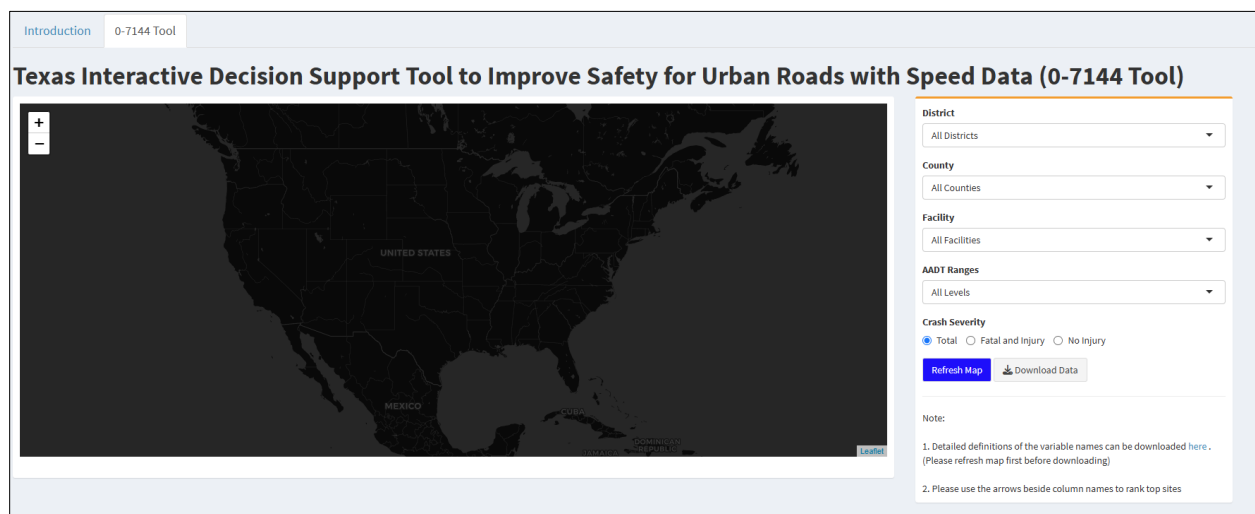 Introduction
0-7144 Tool
Texas Interactive Decision Support Tool to Improve Safety for Urban Roads with Speed Data (0-7144 Tool)
+
−
UNITED STATES
MEXICO
CUBA
DOMINICAN
REPUBLIC
JAMAICA
Leaflet
District
All Districts
County
All Counties
Facility
All Facilities
AADT Ranges
All Levels
Crash Severity
Total
Fatal and Injury
No Injury
Refresh Map
Download Data
Note:
1. Detailed definitions of the variable names can be downloaded here .
(Please refresh map first before downloading)
2. Please use the arrows beside column names to rank top sites